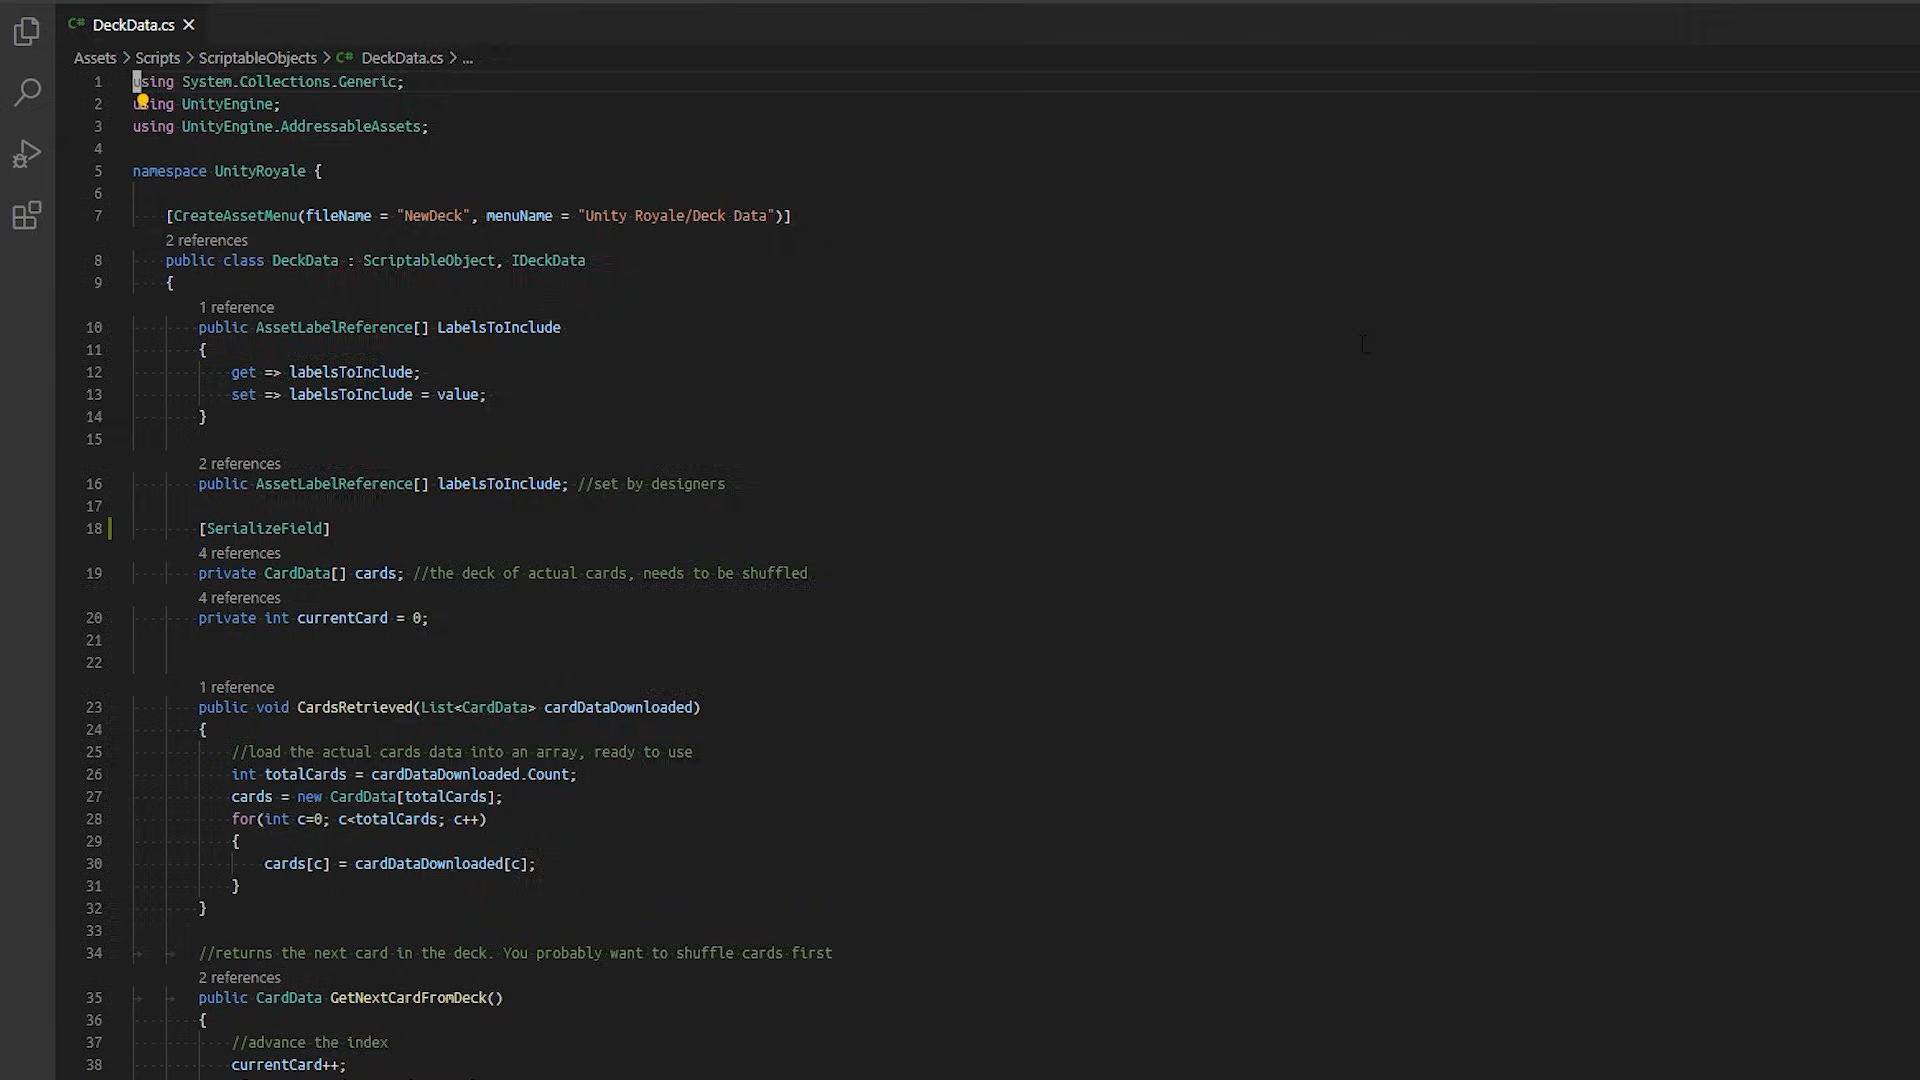 C# DeckData.cs
Assets > Scripts > ScriptableObjects > C# DeckData.cs > ...
1 using System.Collections.Generic;
2 using UnityEngine;
3 using UnityEngine.AddressableAssets;
4
5 namespace UnityRoyale {
6
7 [CreateAssetMenu(fileName = "NewDeck", menuName = "Unity Royale/Deck Data")]
2 references
8 public class DeckData : ScriptableObject, IDeckData
9 {
1 reference
10 public AssetLabelReference[] LabelsToInclude
11 {
12 get => labelsToInclude;
13 set => labelsToInclude = value;
14 }
15
2 references
16 public AssetLabelReference[] labelsToInclude; //set by designers
17
18 [SerializeField]
4 references
19 private CardData[] cards; //the deck of actual cards, needs to be shuffled
4 references
20 private int currentCard = 0;
21
22
1 reference
23 public void CardsRetrieved(List<CardData> cardDataDownloaded)
24 {
25 //load the actual cards data into an array, ready to use
26 int totalCards = cardDataDownloaded.Count;
27 cards = new CardData[totalCards];
28 for(int c=0; c<totalCards; c++)
29 {
30 cards[c] = cardDataDownloaded[c];
31 }
32 }
33
34 //returns the next card in the deck. You probably want to shuffle cards first
2 references
35 public CardData GetNextCardFromDeck()
36 {
37 //advance the index
38 currentCard++;